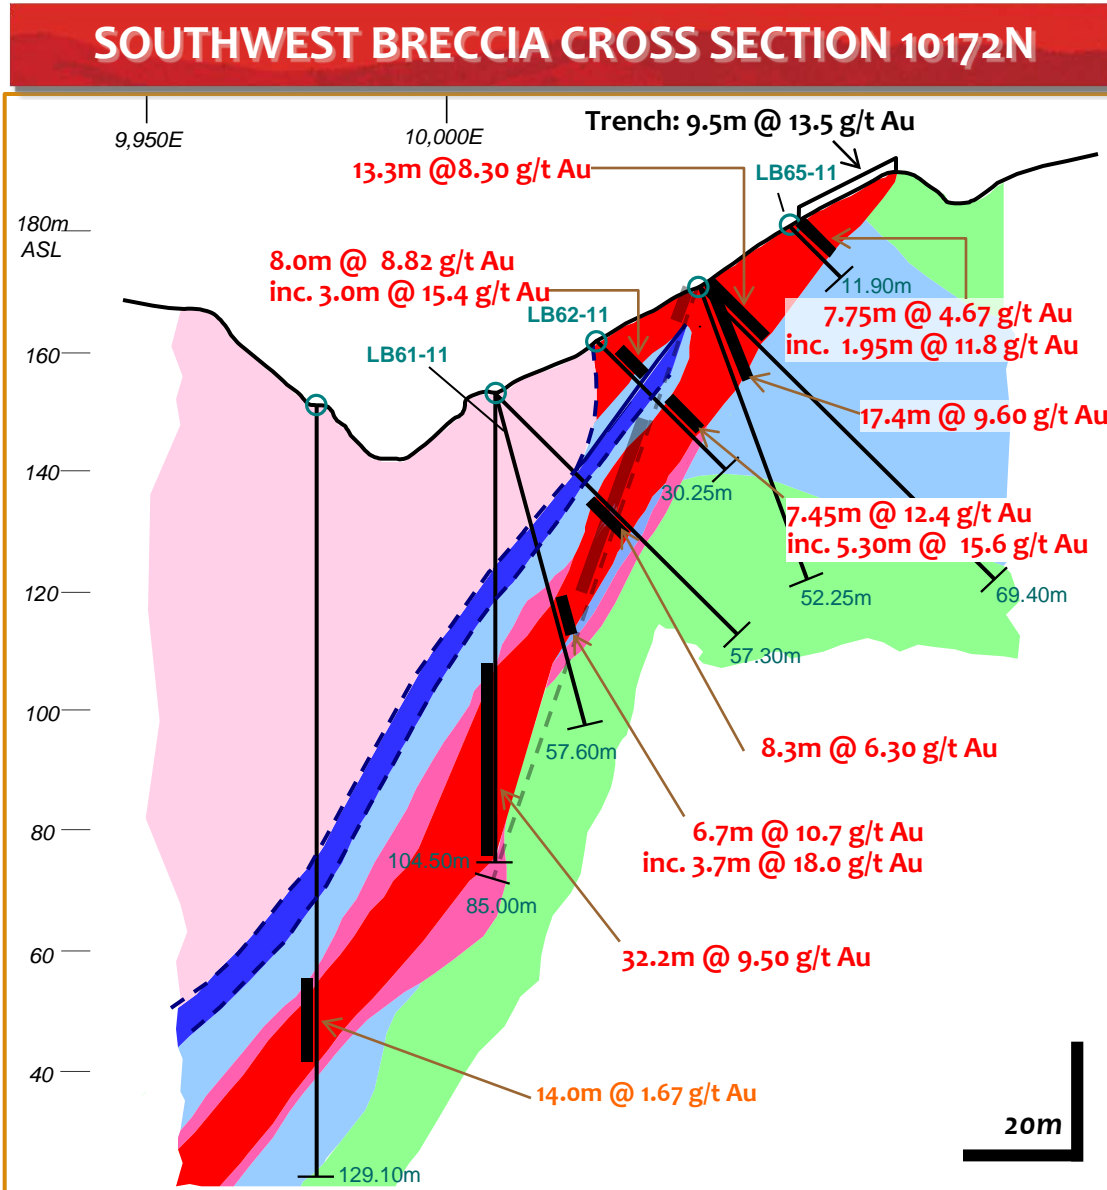 SOUTHWEST BRECCIA CROSS SECTION 10172N
9,950E
10,000E
Trench: 9.5m @ 13.5 g/t Au
13.3m @8.30 g/t Au
LB65-11
180m
ASL
8.0m @ 8.82 g/t Au
inc. 3.0m @ 15.4 g/t Au
11.90m
LB62-11
7.75m @ 4.67 g/t Au
inc. 1.95m @ 11.8 g/t Au
160
LB61-11
17.4m @ 9.60 g/t Au
140
30.25m
7.45m @ 12.4 g/t Au
inc. 5.30m @ 15.6 g/t Au
120
52.25m
69.40m
57.30m
100
57.60m
8.3m @ 6.30 g/t Au
80
6.7m @ 10.7 g/t Au
inc. 3.7m @ 18.0 g/t Au
104.50m
85.00m
60
32.2m @ 9.50 g/t Au
40
14.0m @ 1.67 g/t Au
20m
129.10m